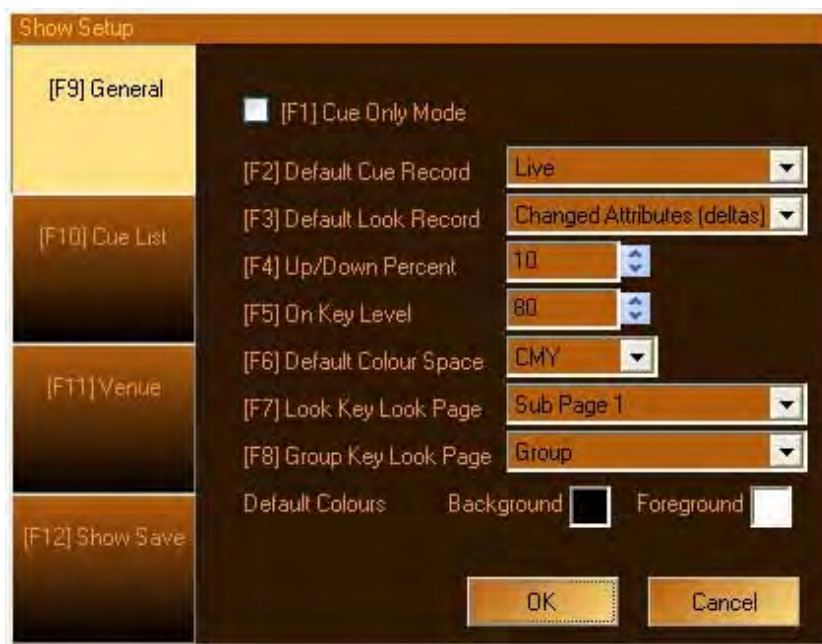 Show Setup
[F9] General
[F10] Cue List
[F11] Venue
[F12] Show Save
[F1] Cue Only Mode
[F2] Default Cue Record Live
[F3] Default Look Record Changed Attributes (deltas)
[F4] Up/Down Percent 10
[F5] On Key Level 80
[F6] Default Colour Space CMY
[F7] Look Key Look Page Sub Page 1
[F8] Group Key Look Page Group
Default Colours Background Foreground
OK Cancel